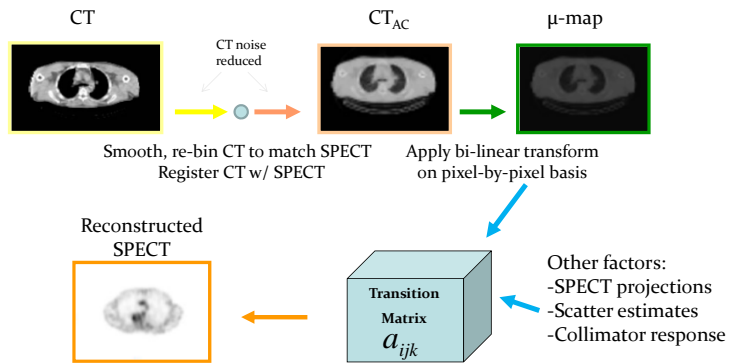 CT
CT noise
reduced
CTAC
μ-map
Smooth, re-bin CT to match SPECT
Register CT w/ SPECT
Apply bi-linear transform
on pixel-by-pixel basis
Reconstructed
SPECT
Transition
Matrix
aijk
Other factors:
-SPECT projections
-Scatter estimates
-Collimator response